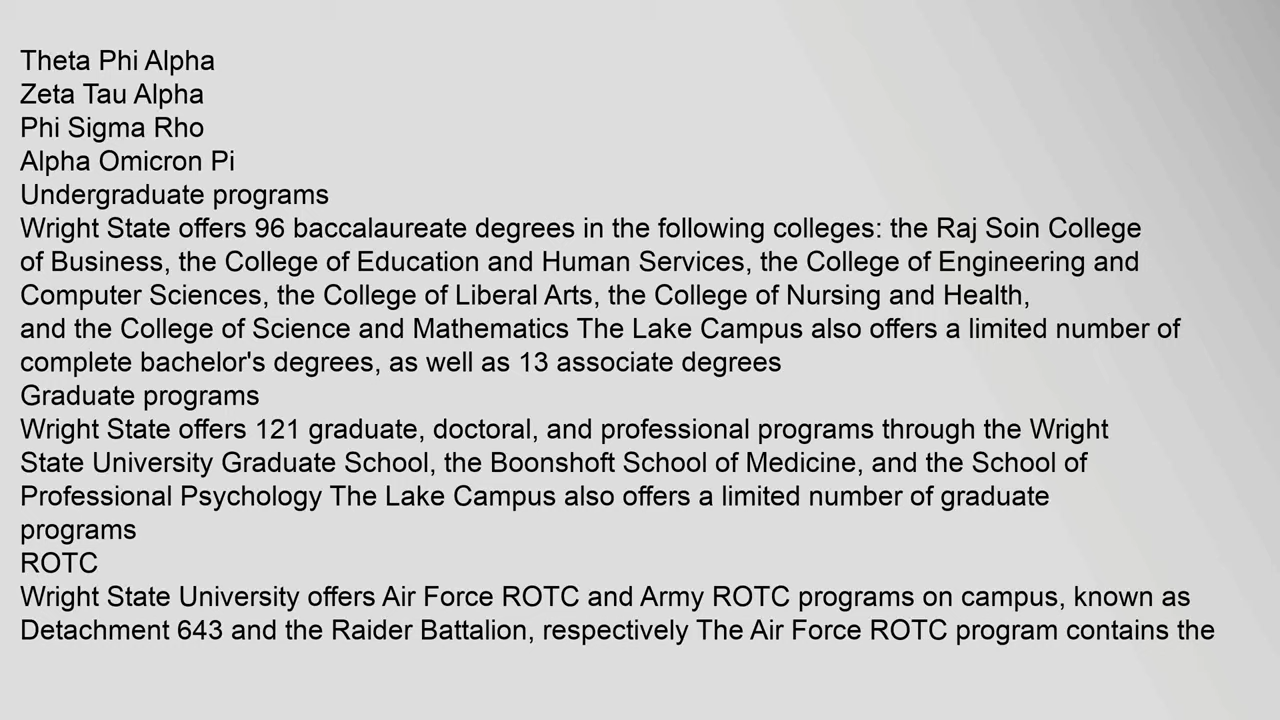 Theta Phi Alpha
Zeta Tau Alpha
Phi Sigma Rho
Alpha Omicron Pi
Undergraduate programs
Wright State offers 96 baccalaureate degrees in the following colleges: the Raj Soin College
of Business, the College of Education and Human Services, the College of Engineering and
Computer Sciences, the College of Liberal Arts, the College of Nursing and Health,
and the College of Science and Mathematics The Lake Campus also offers a limited number of
complete bachelor's degrees, as well as 13 associate degrees
Graduate programs
Wright State offers 121 graduate, doctoral, and professional programs through the Wright
State University Graduate School, the Boonshoft School of Medicine, and the School of
Professional Psychology The Lake Campus also offers a limited number of graduate
programs
ROTC
Wright State University offers Air Force ROTC and Army ROTC programs on campus, known as
Detachment 643 and the Raider Battalion, respectively The Air Force ROTC program contains the